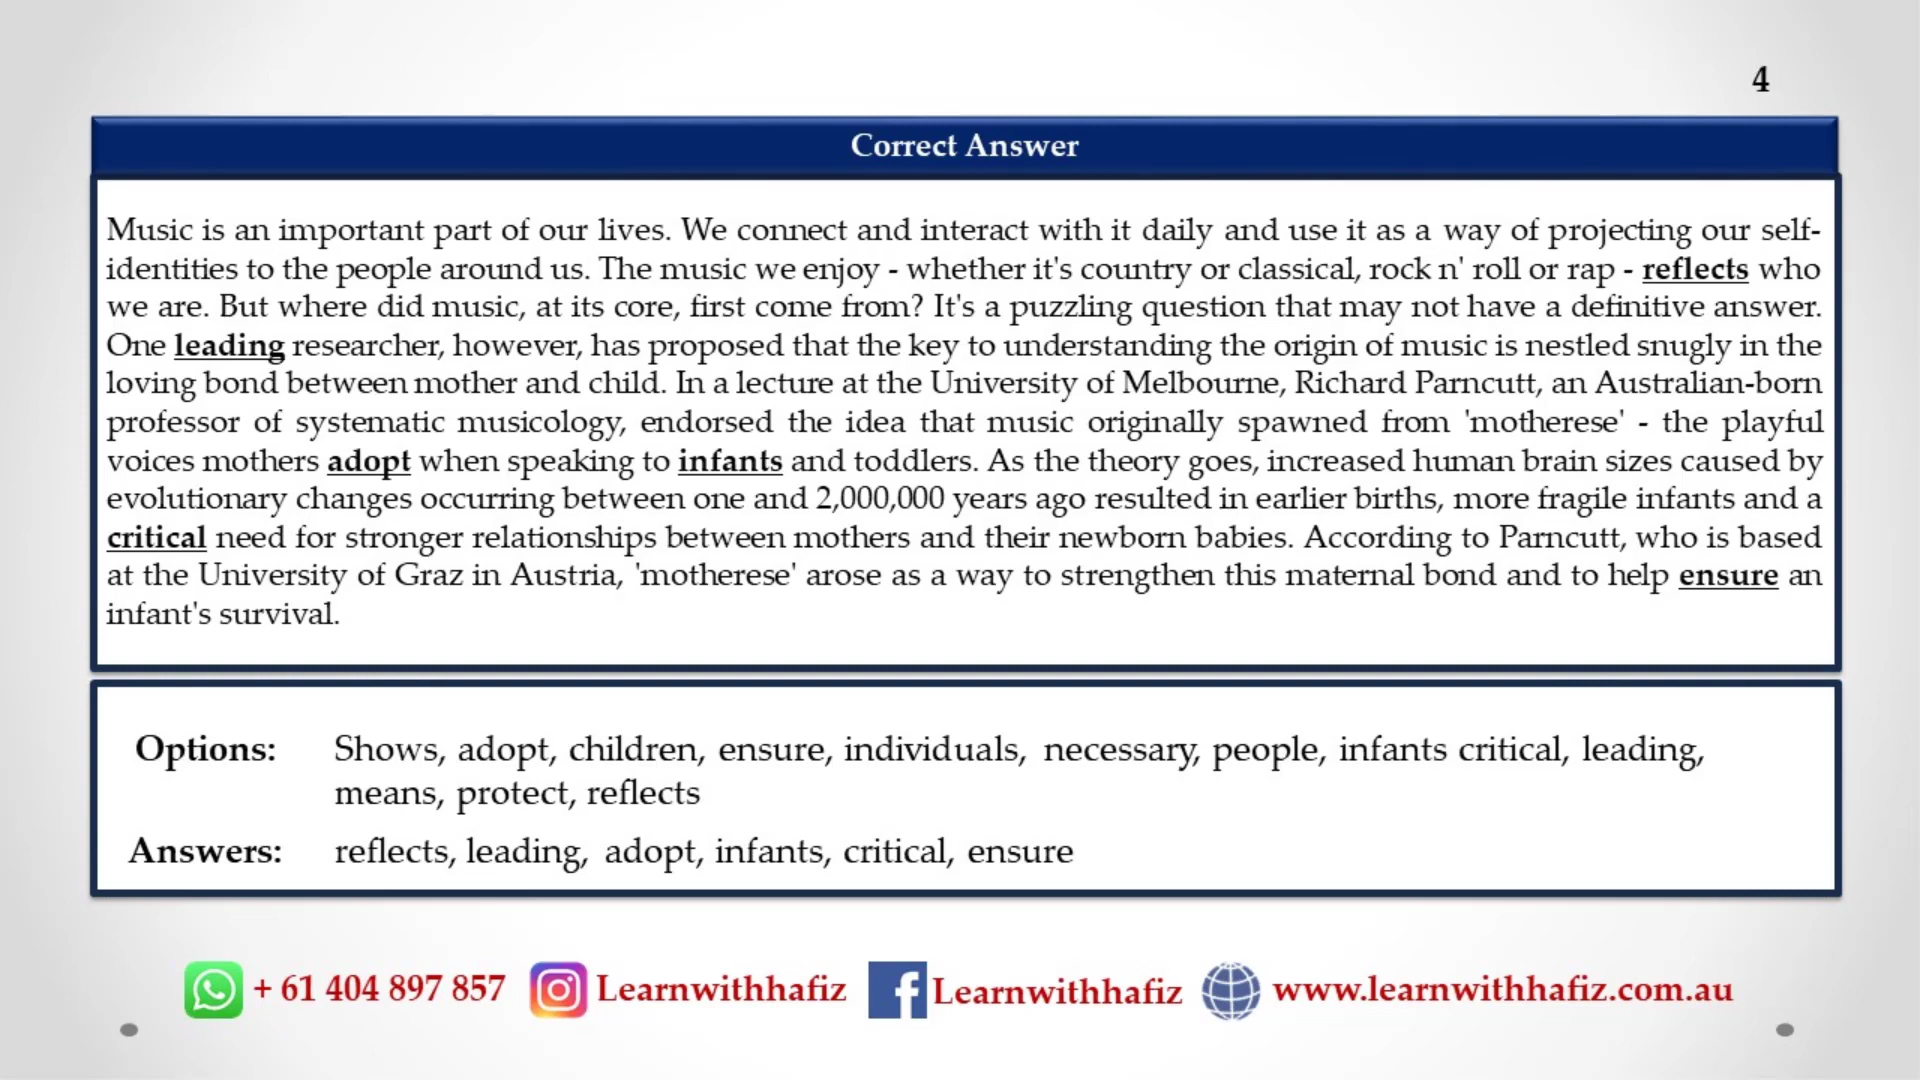 4
Correct Answer
Music is an important part of our lives. We connect and interact with it daily and use it as a way of projecting our self-
identities to the people around us. The music we enjoy - whether it's country or classical, rock n' roll or rap - reflects who
we are. But where did music, at its core, first come from? It's a puzzling question that may not have a definitive answer.
One leading researcher, however, has proposed that the key to understanding the origin of music is nestled snugly in the
loving bond between mother and child. In a lecture at the University of Melbourne, Richard Parncutt, an Australian-born
professor of systematic musicology, endorsed the idea that music originally spawned from 'motherese' - the playful
voices mothers adopt when speaking to infants and toddlers. As the theory goes, increased human brain sizes caused by
evolutionary changes occurring between one and 2,000,000 years ago resulted in earlier births, more fragile infants and a
critical need for stronger relationships between mothers and their newborn babies. According to Parncutt, who is based
at the University of Graz in Austria, 'motherese' arose as a way to strengthen this maternal bond and to help ensure an
infant's survival.
Options: Shows, adopt, children, ensure, individuals, necessary, people, infants critical, leading,
means, protect, reflects
Answers: reflects, leading, adopt, infants, critical, ensure
+ 61 404 897 857 Learnwithhafiz Learnwithhafiz www.learnwithhafiz.com.au